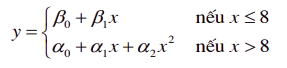 y = { β₀ + β₁x nếu x ≤ 8
α₀ + α₁x + α₂x² nếu x > 8